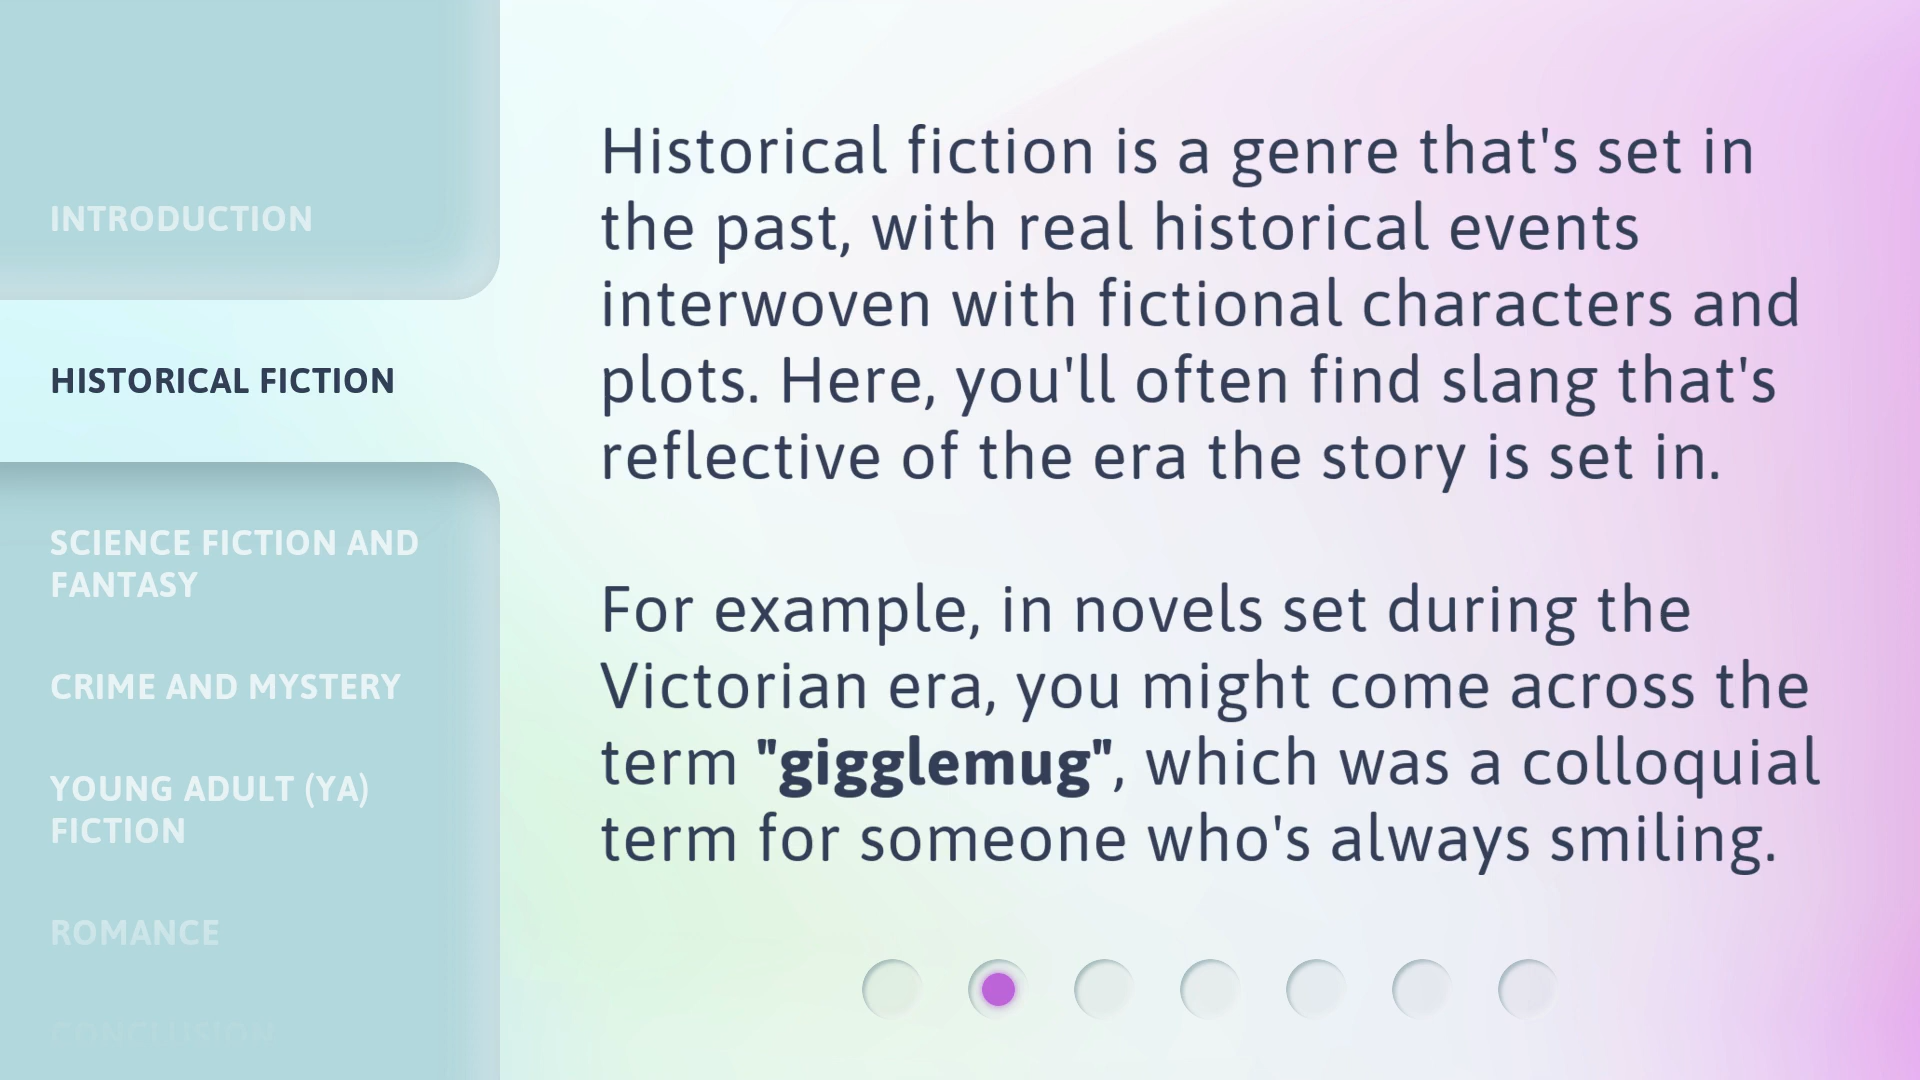 INTRODUCTION
HISTORICAL FICTION
SCIENCE FICTION AND
FANTASY
CRIME AND MYSTERY
YOUNG ADULT (YA)
FICTION
ROMANCE
CONCLUSION
Historical fiction is a genre that's set in
the past, with real historical events
interwoven with fictional characters and
plots. Here, you'll often find slang that's
reflective of the era the story is set in.
For example, in novels set during the
Victorian era, you might come across the
term "gigglemug", which was a colloquial
term for someone who's always smiling.